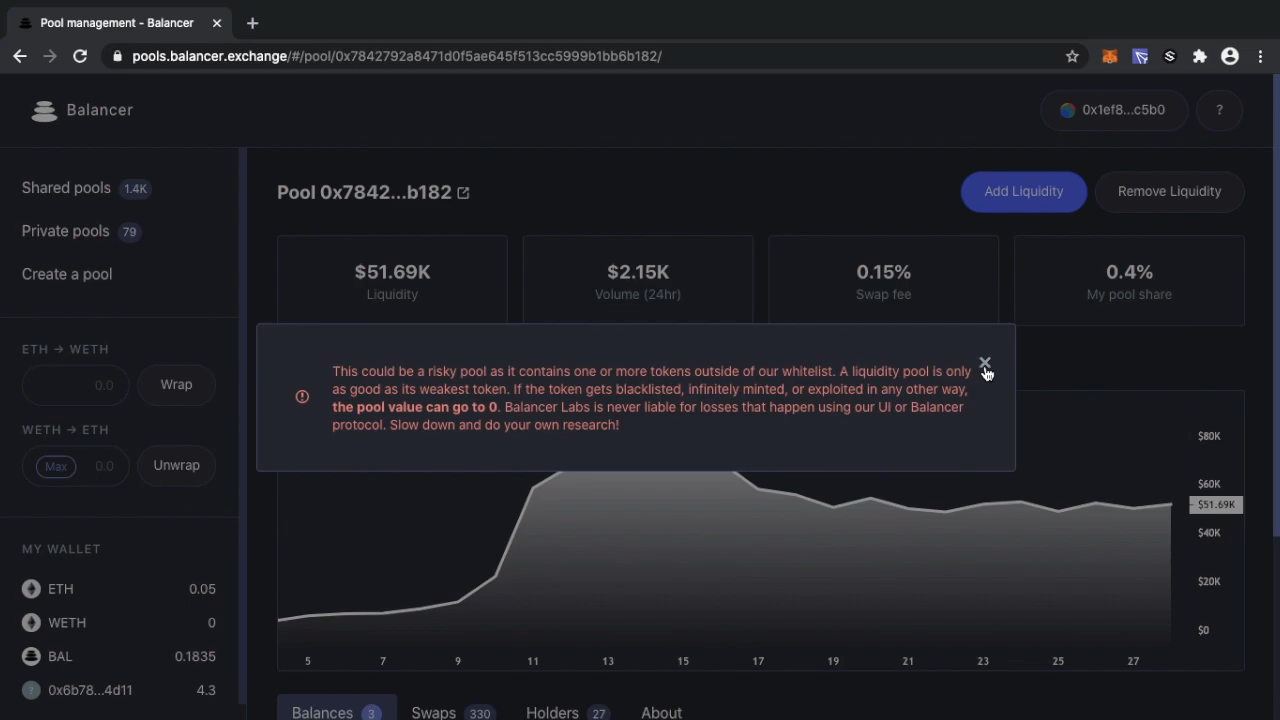 Pool management - Balancer
pools.balancer.exchange/#/pool/0x7842792a8471d0f5ae645f513cc5999b1bb6b182/
Balancer
0x1ef8...c5b0
?
Shared pools 1.4K
Private pools 79
Create a pool
ETH → WETH
0.0 Wrap
WETH → ETH
Max 0.0 Unwrap
MY WALLET
ETH 0.05
WETH 0
BAL 0.1835
? 0x6b78...4d11 4.3
Pool 0x7842...b182
Add Liquidity
Remove Liquidity
$51.69K
Liquidity
$2.15K
Volume (24hr)
0.15%
Swap fee
0.4%
My pool share
This could be a risky pool as it contains one or more tokens outside of our whitelist. A liquidity pool is only
as good as its weakest token. If the token gets blacklisted, infinitely minted, or exploited in any other way,
the pool value can go to 0. Balancer Labs is never liable for losses that happen using our UI or Balancer
protocol. Slow down and do your own research!
$80K
$60K
$51.69K
$40K
$20K
$0
5 7 9 11 13 15 17 19 21 23 25 27
Balances 3 Swaps 330 Holders 27 About